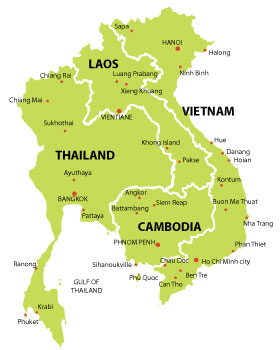 Sapa
HANOI
Halong
LAOS
Ninh Binh
Chiang Rai
Luang Prabang
Xieng Khuang
Chiang Mai
VIETNAM
VIENTIANE
Sukhothai
Hue
Khong Island
Danang
THAILAND
Pakse
Hoian
Ayuthaya
Kontum
Angkor
BANGKOK
Siem Reap
Buon Me Thuat
Battambang
Pattaya
Nha Trang
CAMBODIA
PHNOM PENH
Phan Thiet
Ranong
Sihanoukville
Chau Doc
Ho Chi Minh city
Phu Quoc
Ben Tre
GULF OF
THAILAND
Can Tho
Krabi
Phuket